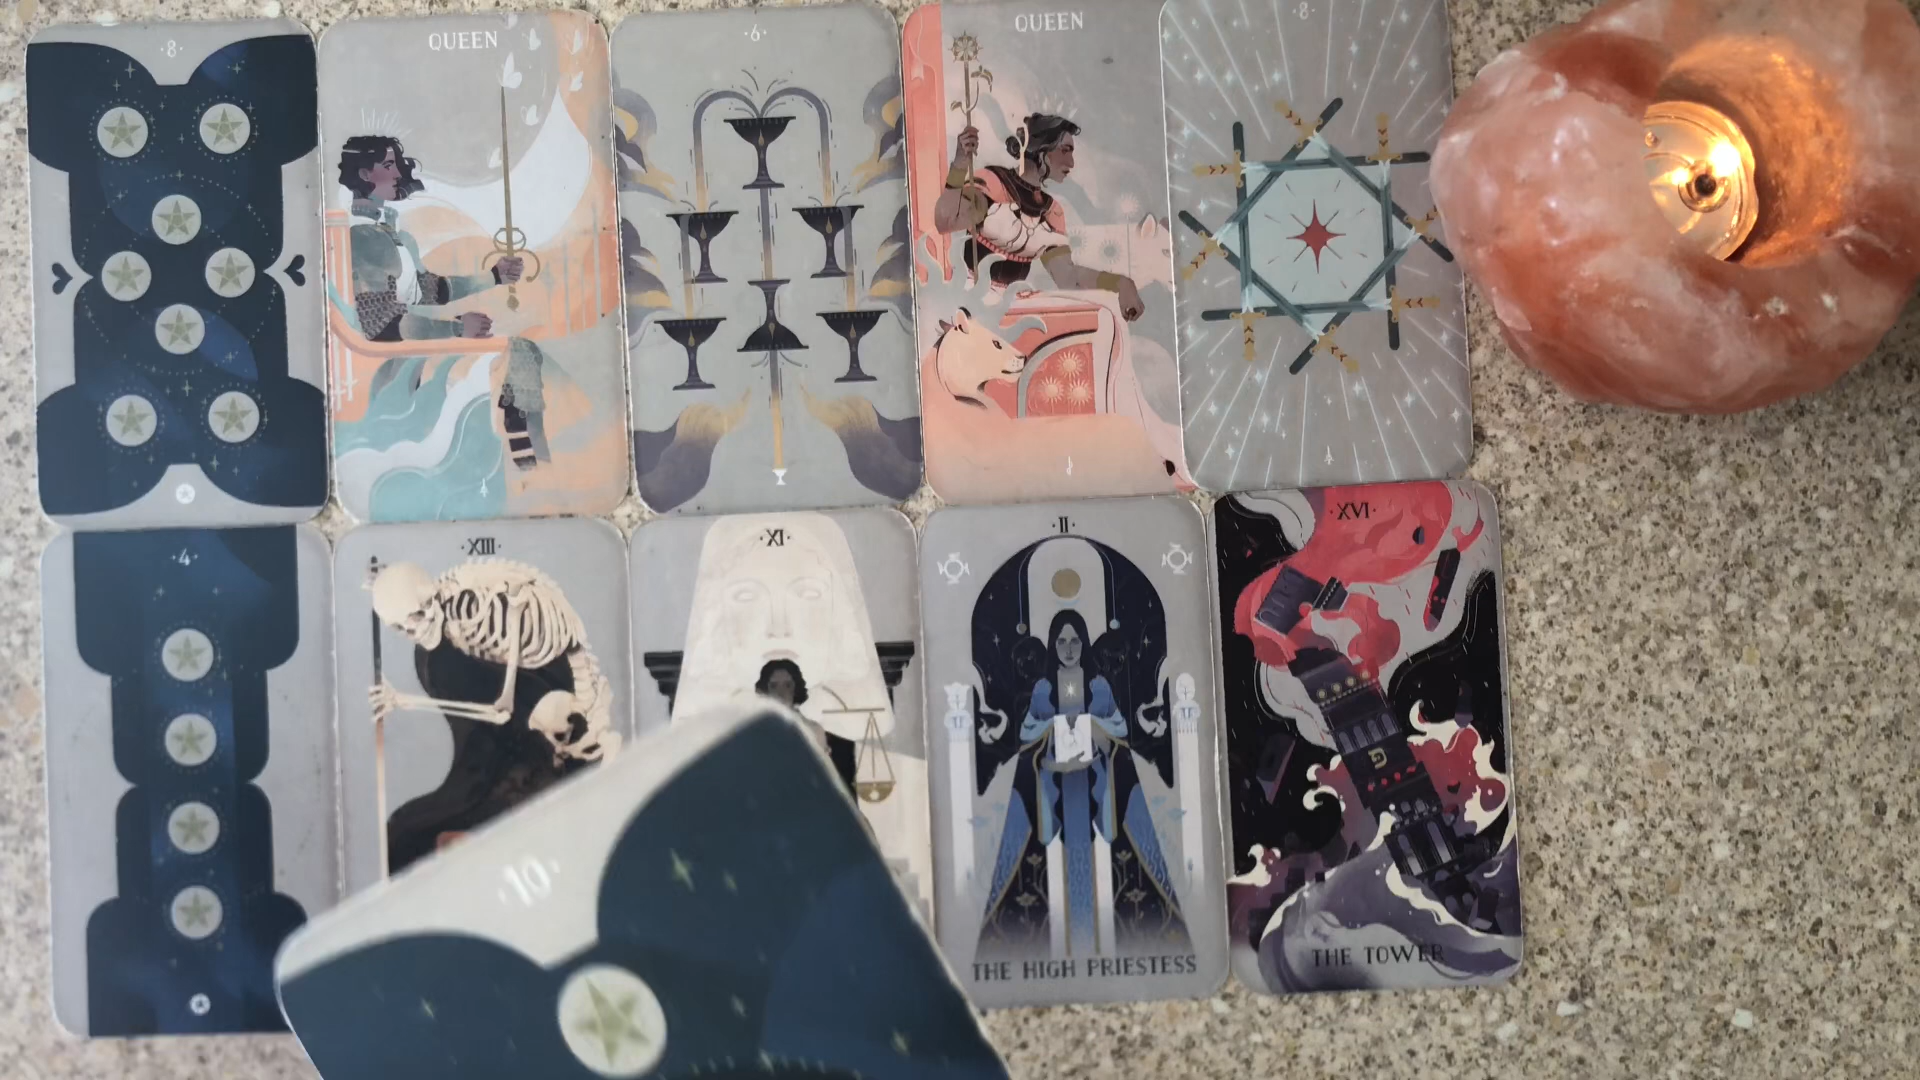 ·8·
QUEEN
·6·
QUEEN
·8·
·4·
·XIII·
·XI·
·II·
·XVI·
פ
THE HIGH PRIESTESS
THE TOWER
·10·